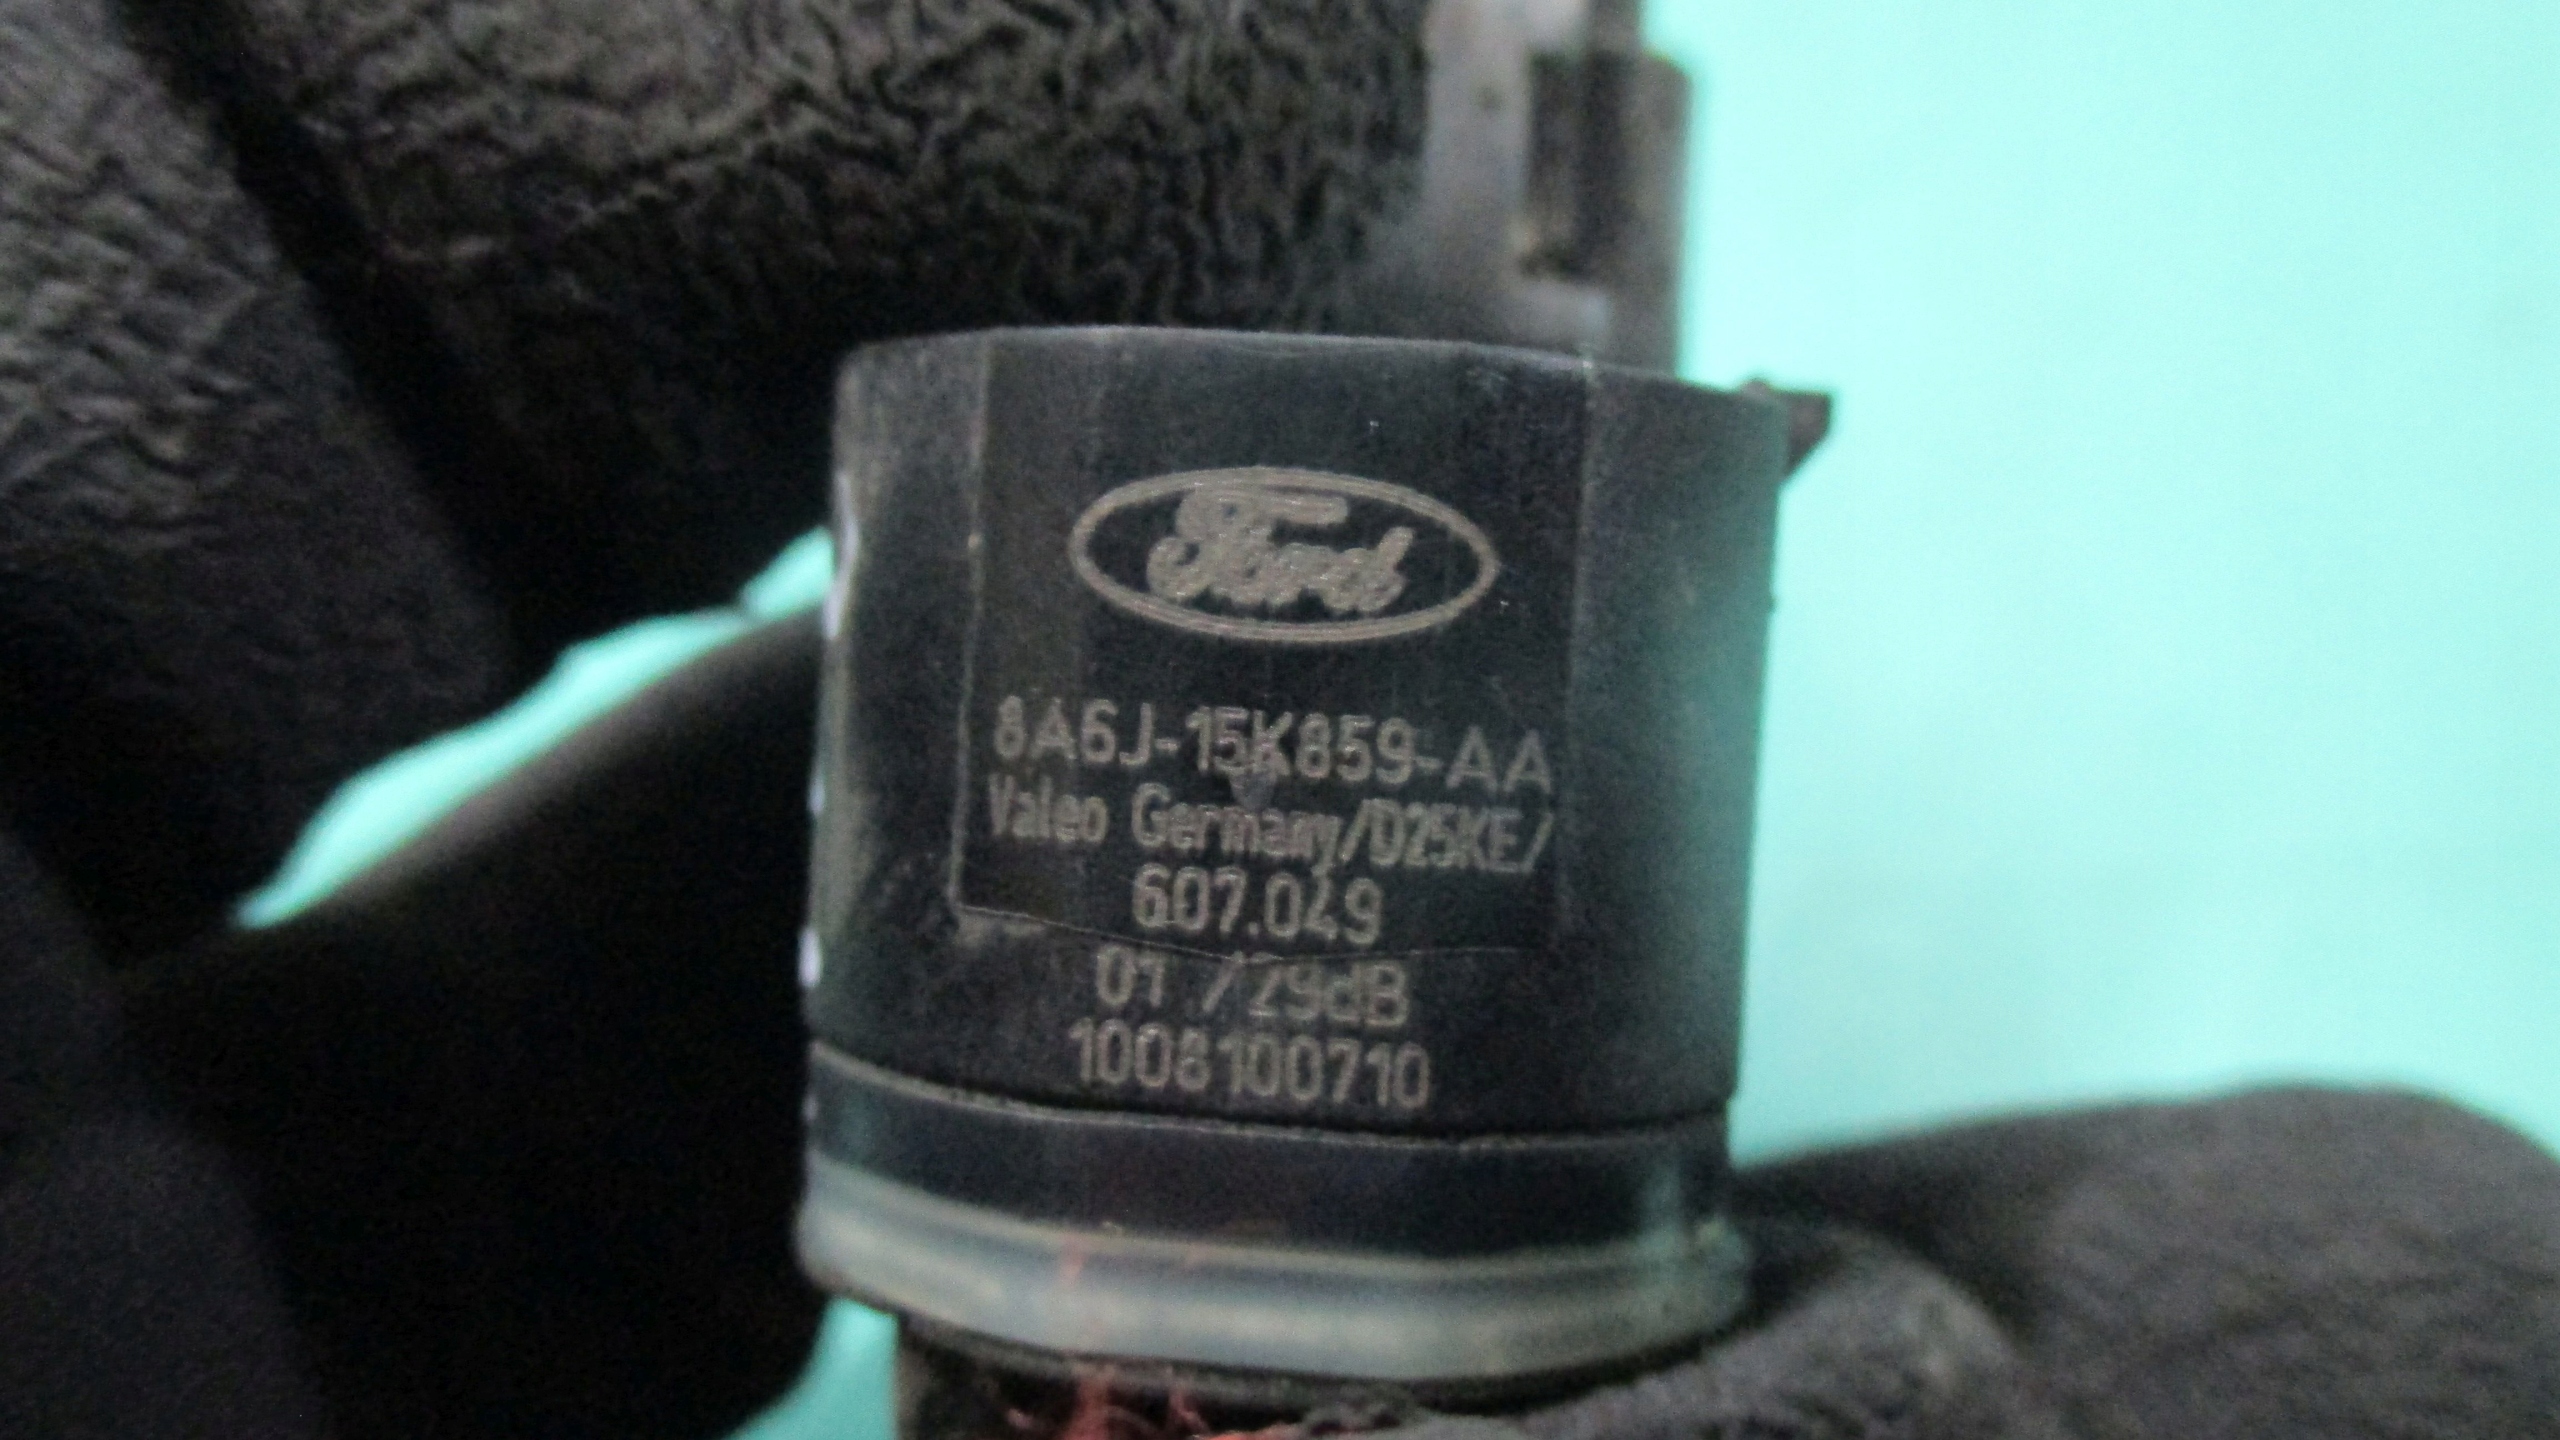 Ford
8A6J-15K859-AA
Valeo Germany/D25KE/
607.049
01 /29dB
1008100710